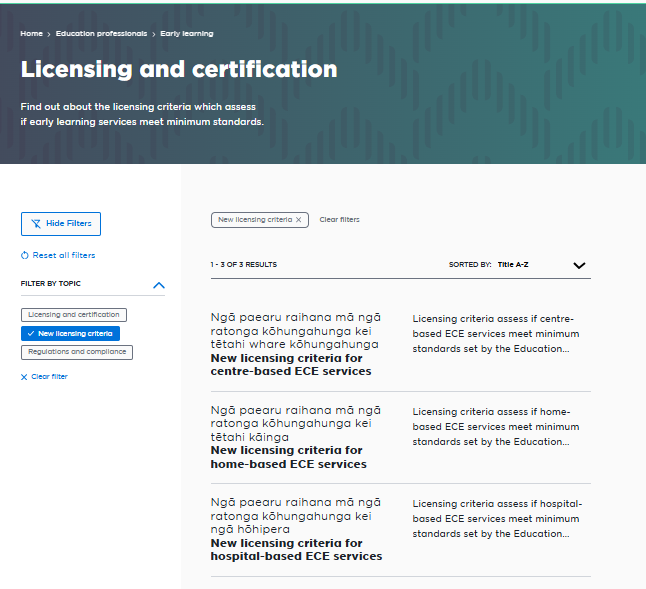 Home > Education professionals > Early learning
Licensing and certification
Find out about the licensing criteria which assess
if early learning services meet minimum standards.
Hide Filters
Reset all filters
FILTER BY TOPIC
Licensing and certification
New licensing criteria
Regulations and compliance
Clear filter
New licensing criteria
Clear filters
1 - 3 OF 3 RESULTS
SORTED BY: Title A-Z
Ngā paearu raihana mā ngā
ratonga kōhungahunga kei
tētahi whare kōhungahunga
New licensing criteria for
centre-based ECE services
Licensing criteria assess if centre-
based ECE services meet minimum
standards set by the Education...
Ngā paearu raihana mā ngā
ratonga kōhungahunga kei
tētahi kāinga
New licensing criteria for
home-based ECE services
Licensing criteria assess if home-
based ECE services meet minimum
standards set by the Education...
Ngā paearu raihana mā ngā
ratonga kōhungahunga kei
ngā hōhipera
New licensing criteria for
hospital-based ECE services
Licensing criteria assess if hospital-
based ECE services meet minimum
standards set by the Education...